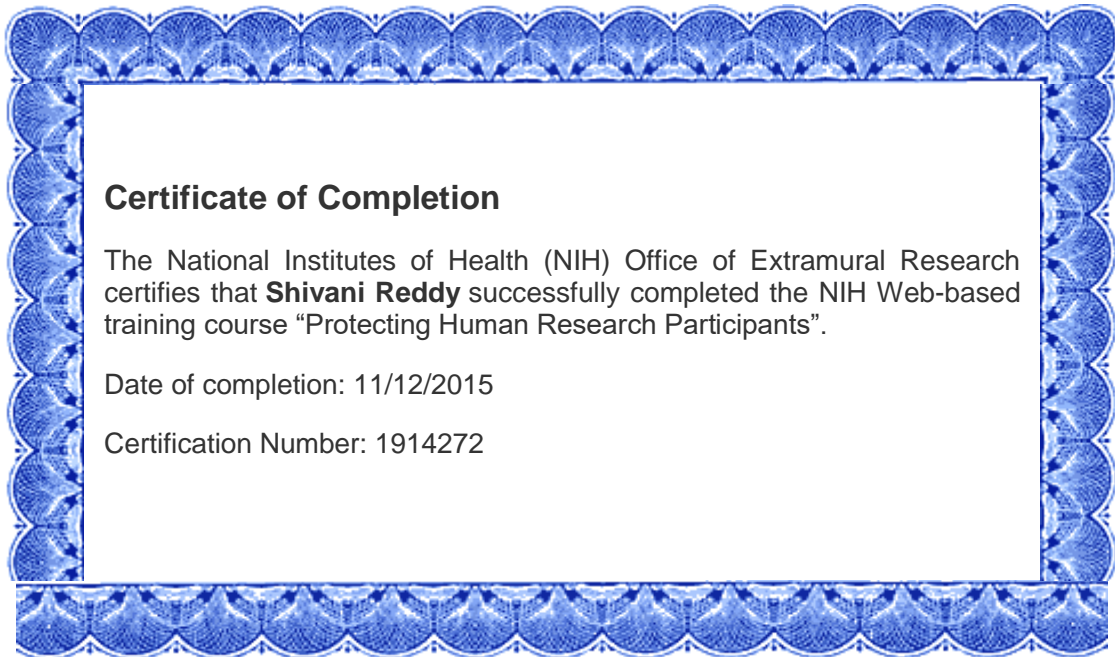 Certificate of Completion
The National Institutes of Health (NIH) Office of Extramural Research
certifies that Shivani Reddy successfully completed the NIH Web-based
training course “Protecting Human Research Participants”.
Date of completion: 11/12/2015
Certification Number: 1914272